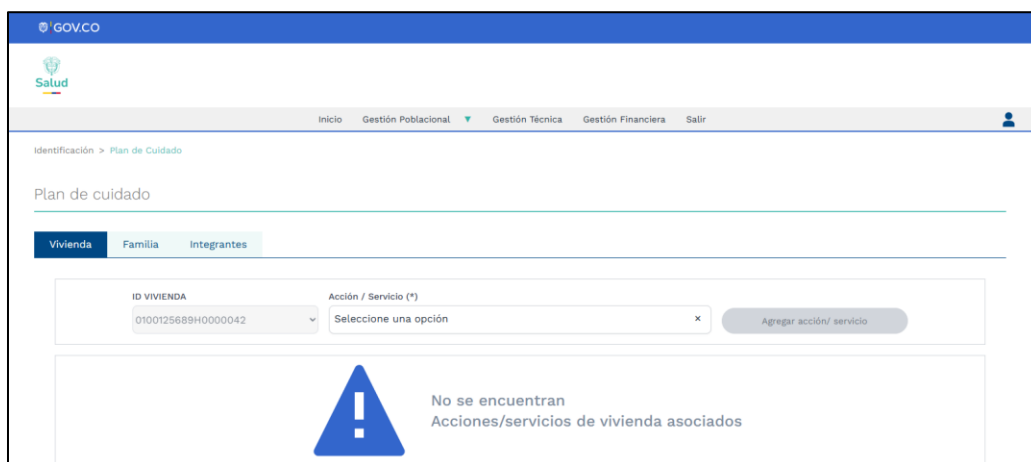 GOV.CO
Salud
Inicio Gestión Poblacional ▼ Gestión Técnica Gestión Financiera Salir
Identificación > Plan de Cuidado
Plan de cuidado
Vivienda Familia Integrantes
ID VIVIENDA Acción / Servicio (*)
0100125689H0000042 Seleccione una opción × Agregar acción/ servicio
No se encuentran
Acciones/servicios de vivienda asociados